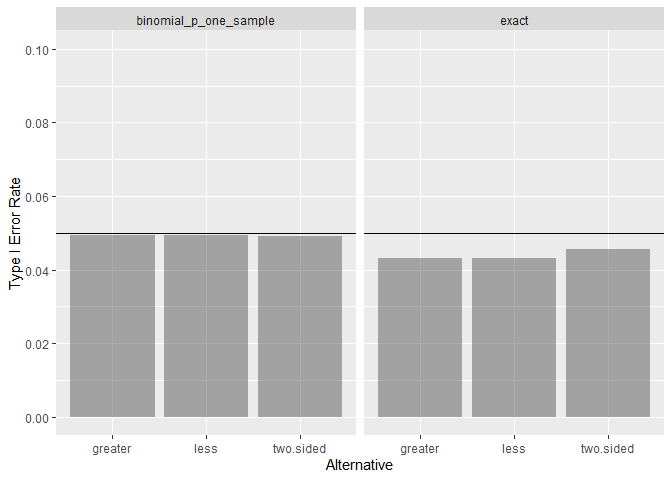 binomial_p_one_sample exact
0.10
0.08
0.06
0.04
0.02
0.00
Type I Error Rate
greater less two.sided greater less two.sided
Alternative